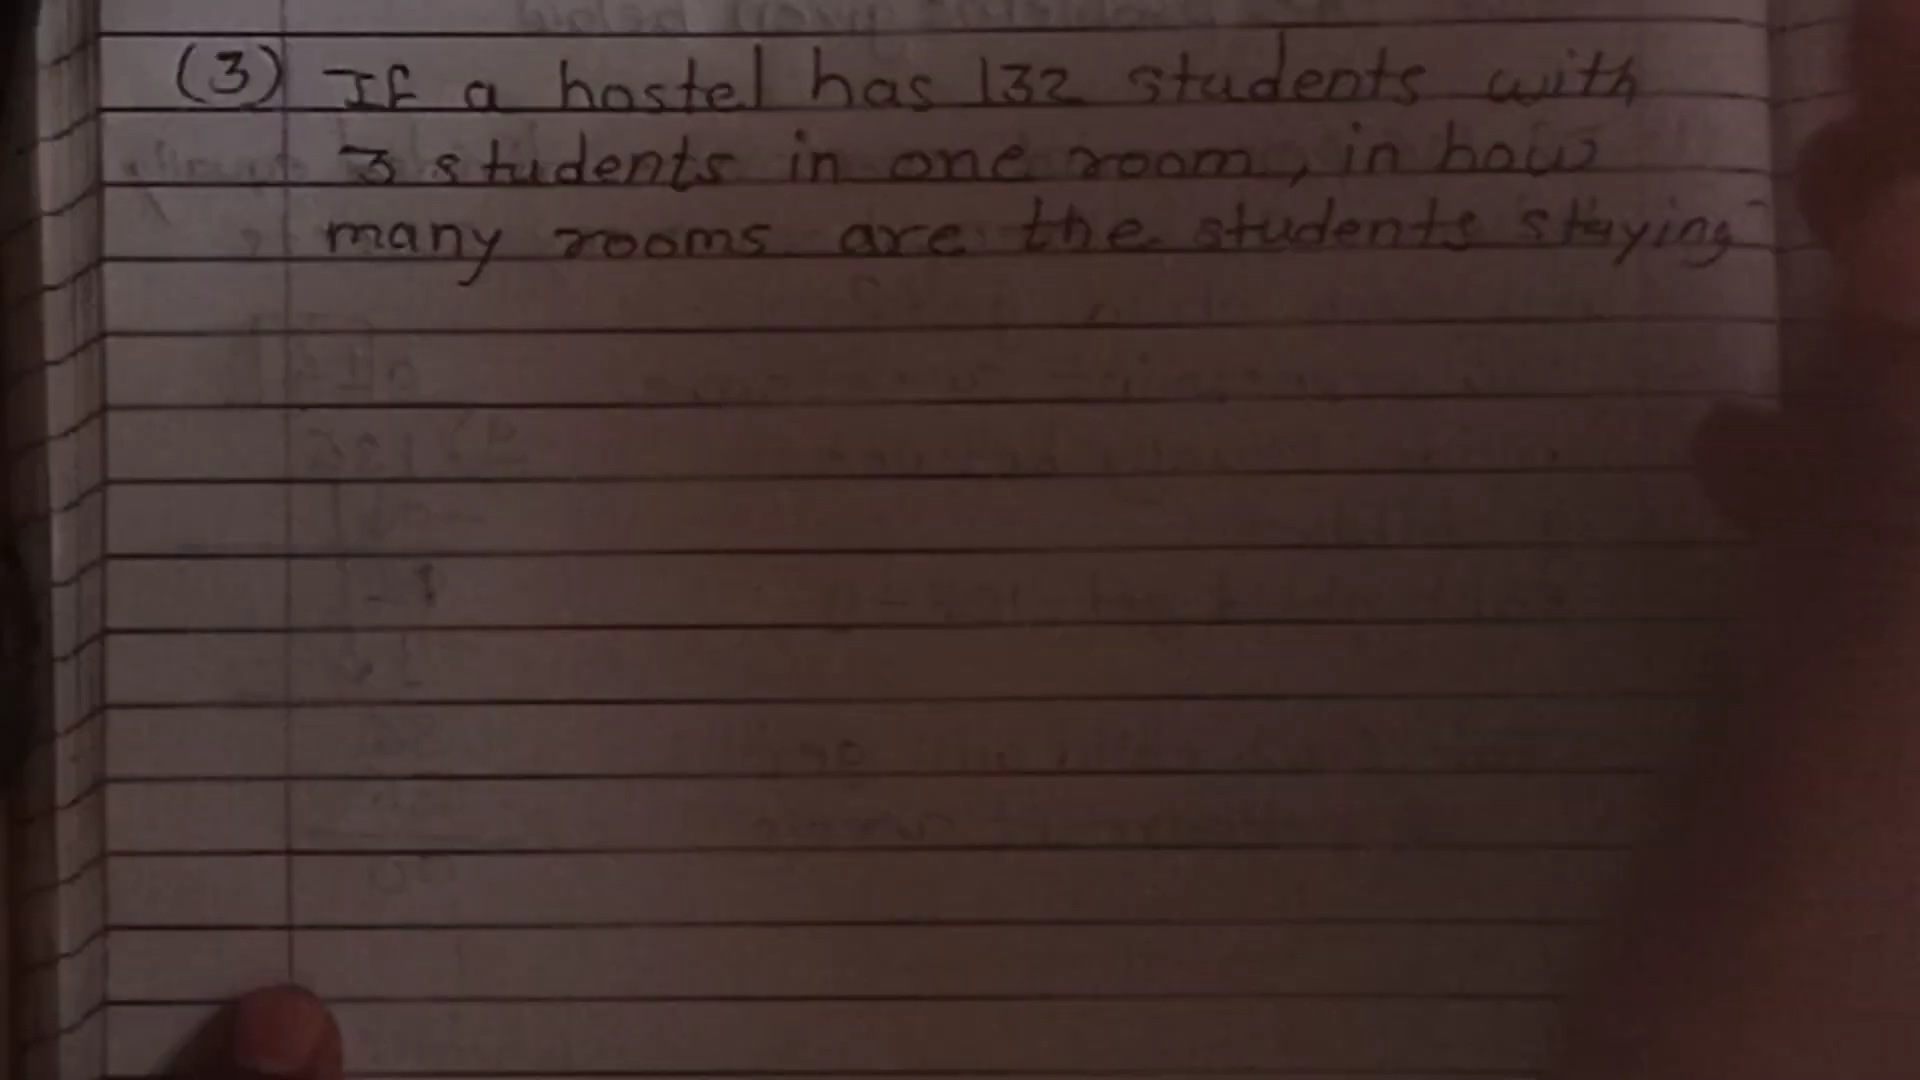 (3) If a hostel has 132 students with
3 students in one room, in how
many rooms are the students staying